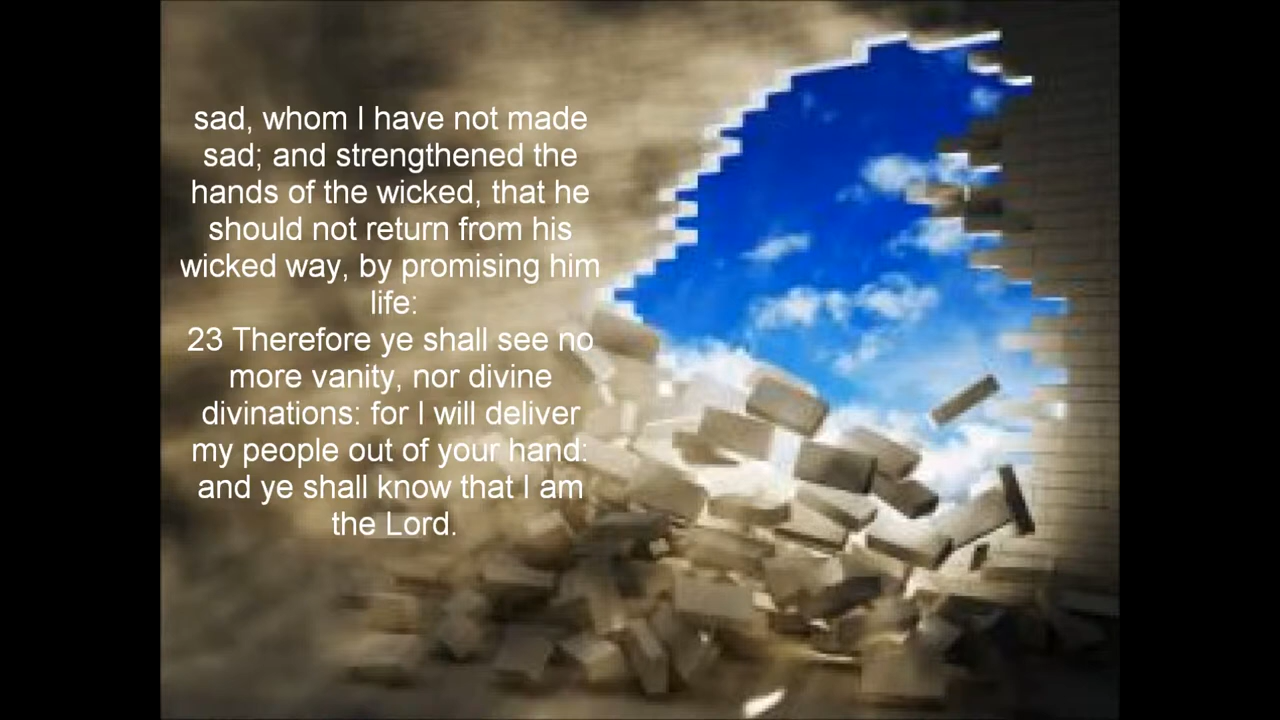 sad, whom I have not made
sad; and strengthened the
hands of the wicked, that he
should not return from his
wicked way, by promising him
life:
23 Therefore ye shall see no
more vanity, nor divine
divinations: for I will deliver
my people out of your hand:
and ye shall know that I am
the Lord.